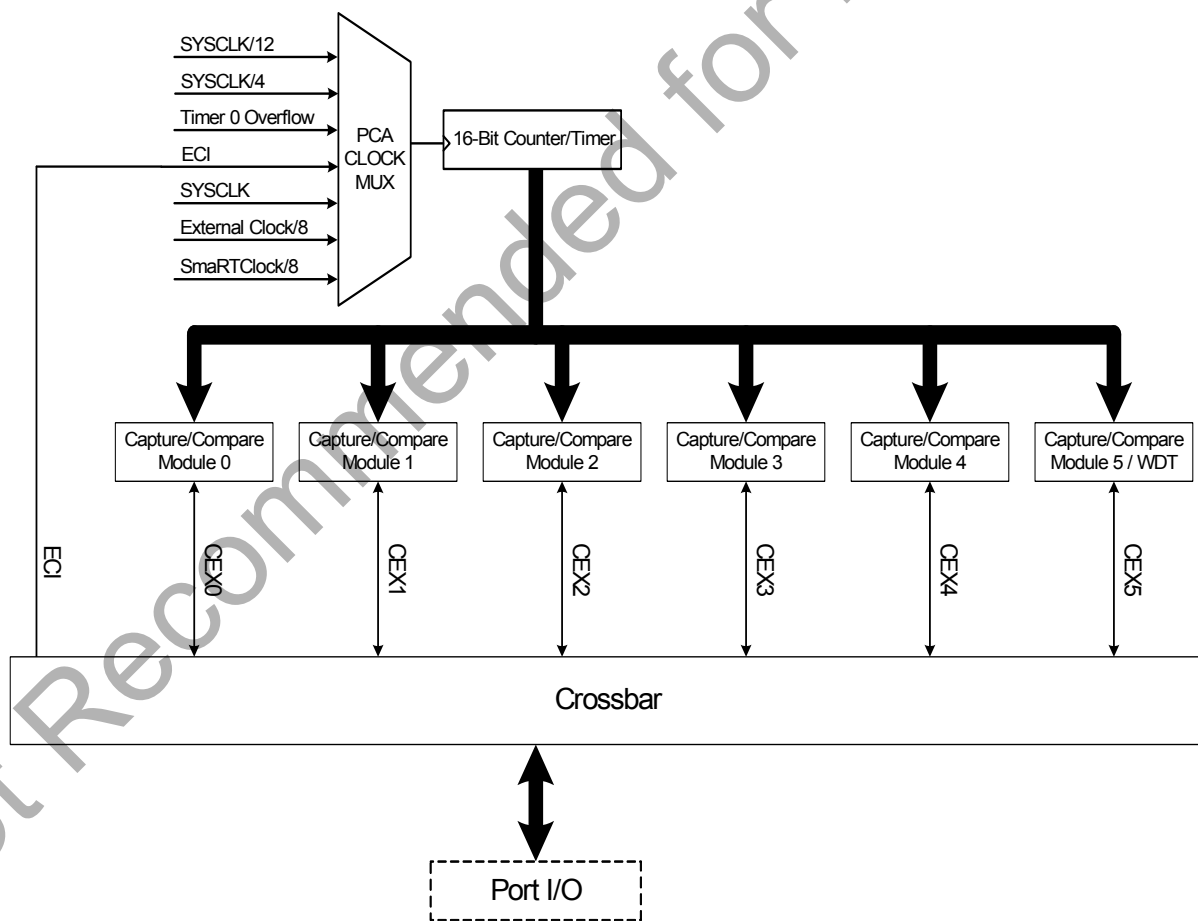 SYSCLK/12
SYSCLK/4
Timer 0 Overflow
ECI
SYSCLK
External Clock/8
SmaRTClock/8
PCA
CLOCK
MUX
16-Bit Counter/Timer
Capture/Compare
Module 0
Capture/Compare
Module 1
Capture/Compare
Module 2
Capture/Compare
Module 3
Capture/Compare
Module 4
Capture/Compare
Module 5 / WDT
ECI
CEX0
CEX1
CEX2
CEX3
CEX4
CEX5
Crossbar
Port I/O
Recommended for